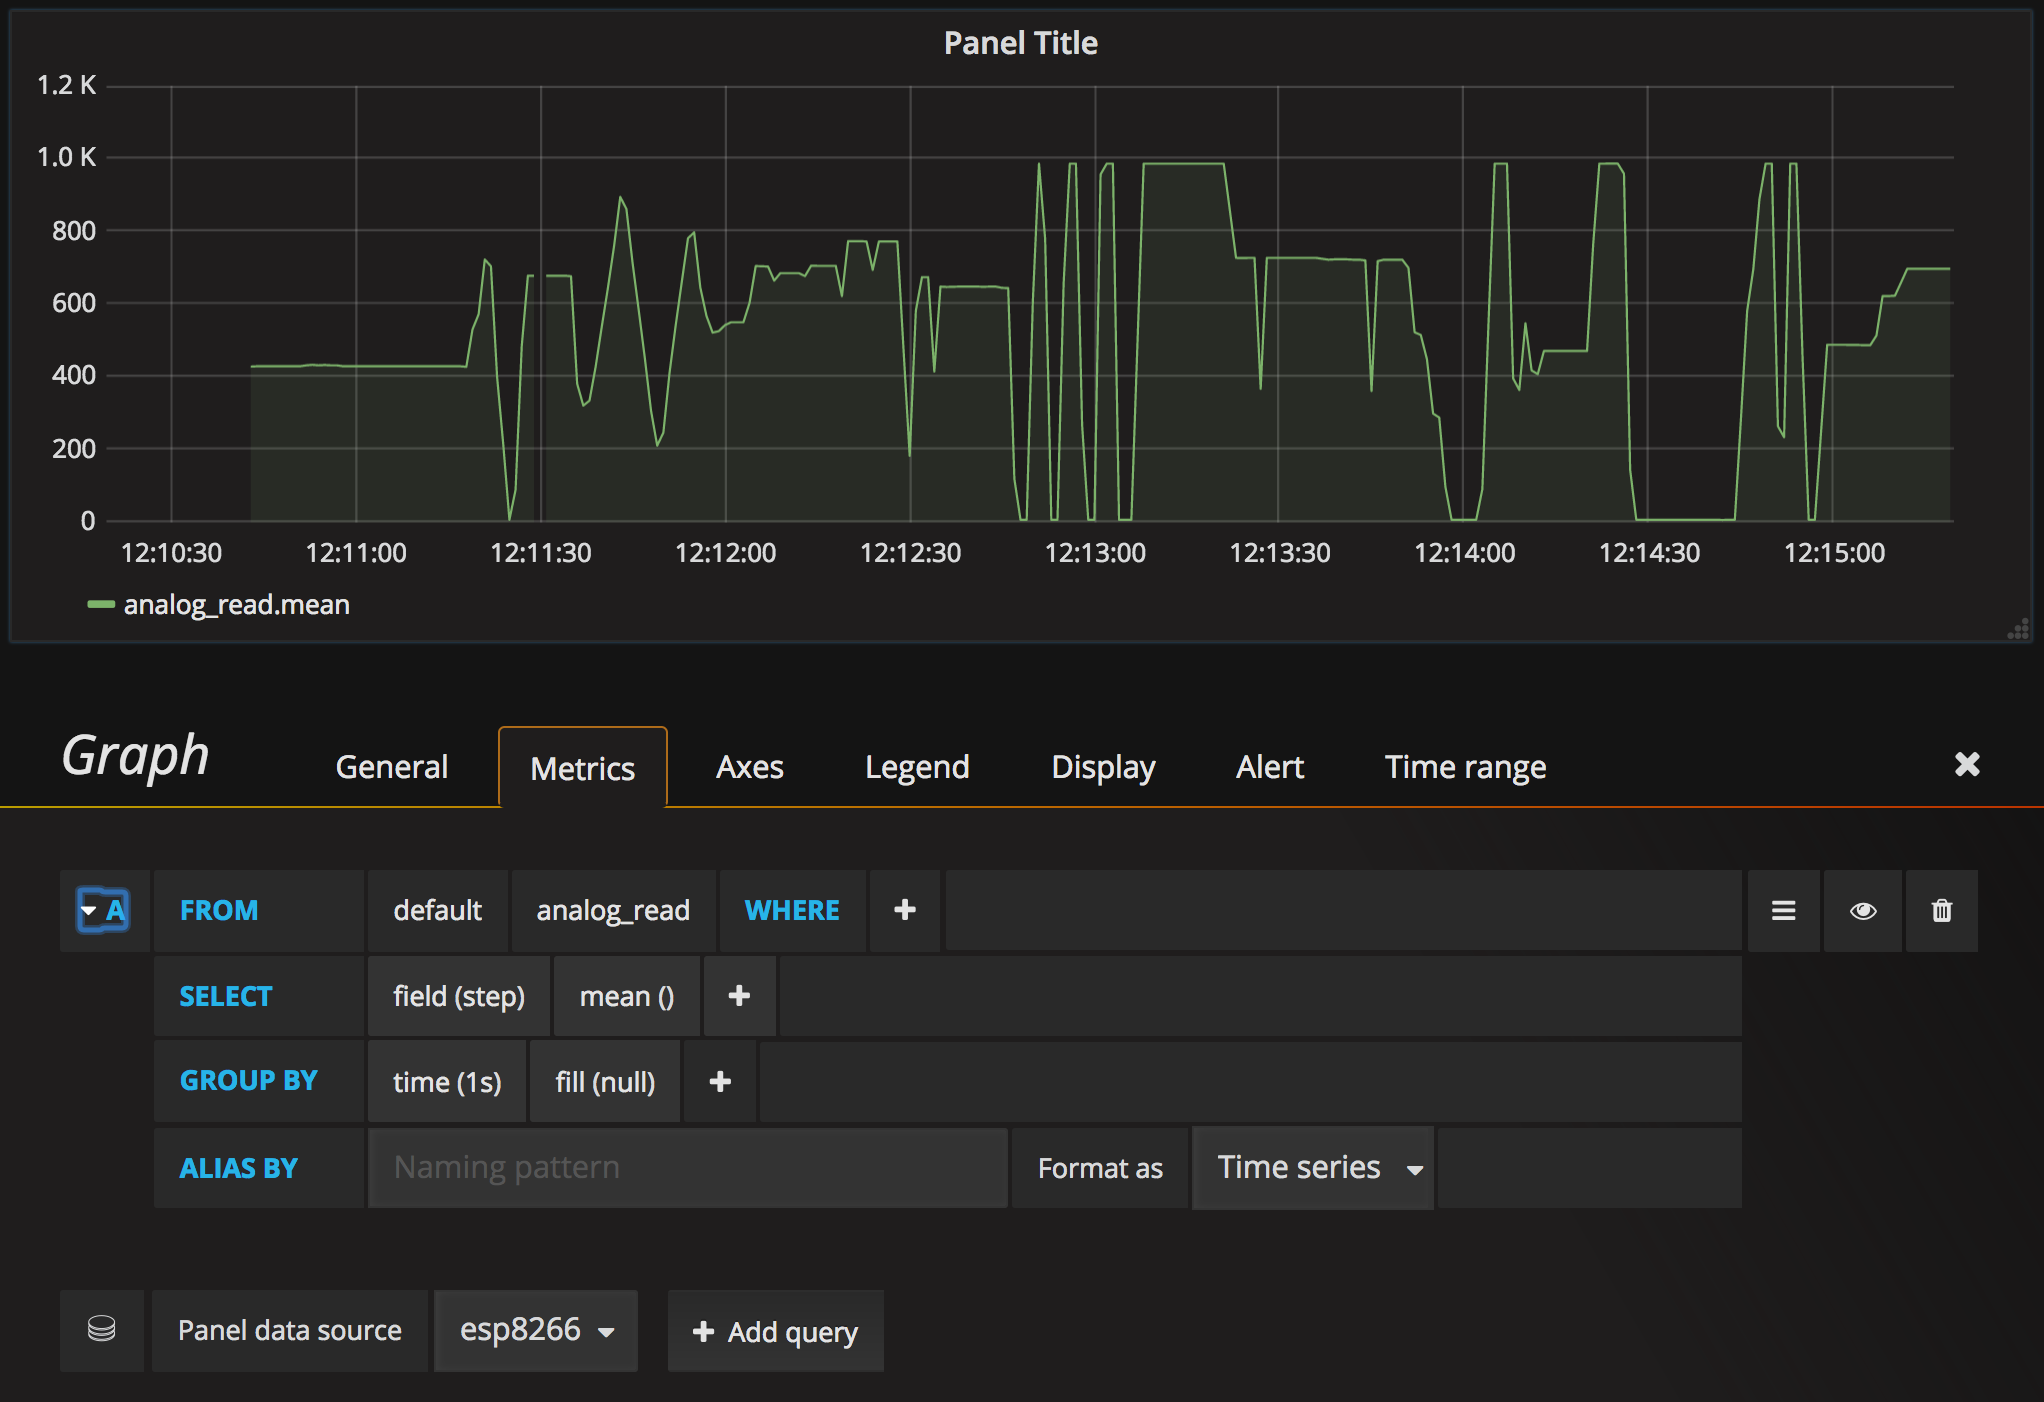 Panel Title
1.2 K
1.0 K
800
600
400
200
0
12:10:30 12:11:00 12:11:30 12:12:00 12:12:30 12:13:00 12:13:30 12:14:00 12:14:30 12:15:00
analog_read.mean
Graph General Metrics Axes Legend Display Alert Time range
A FROM default analog_read WHERE
SELECT field (step) mean ()
GROUP BY time (1s) fill (null)
ALIAS BY Naming pattern Format as Time series
Panel data source esp8266 Add query